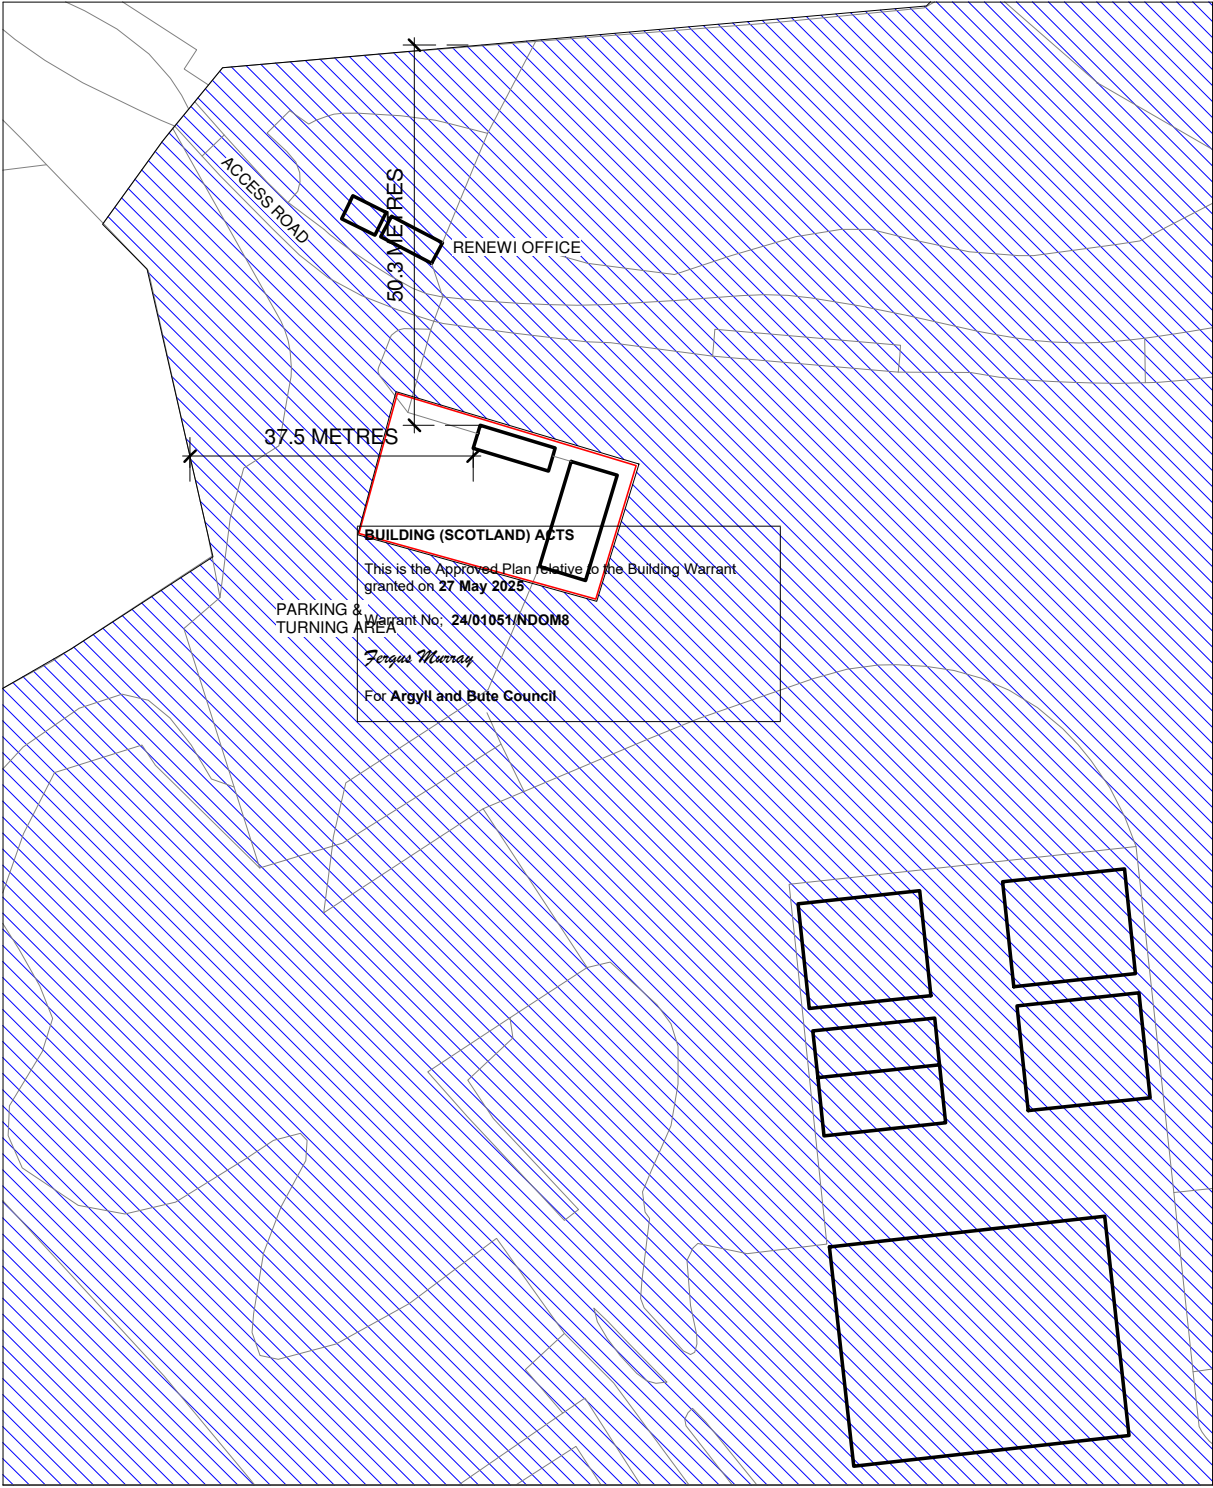 ACCESS ROAD
50.3 METRES
RENEWI OFFICE
37.5 METRES
BUILDING (SCOTLAND) ACTS
This is the Approved Plan relative to the Building Warrant
granted on 27 May 2025
PARKING &
TURNING AREA
Warrant No; 24/01051/NDOM8
Fergus Murray
For Argyll and Bute Council